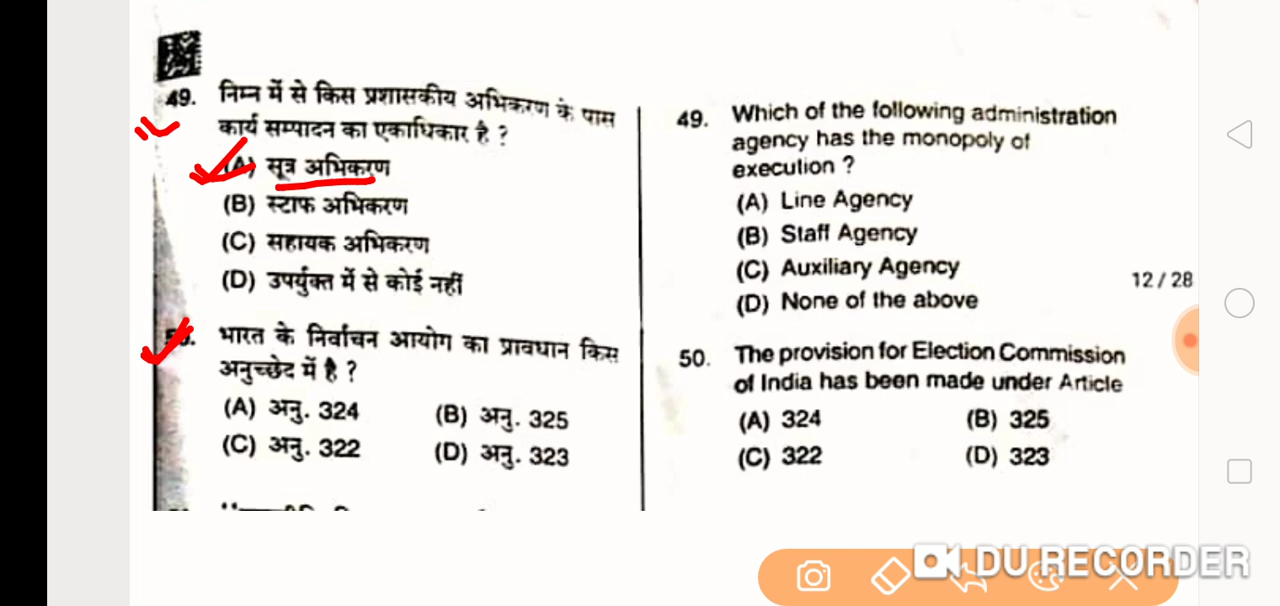 49. निम्न में से किस प्रशासकीय अभिकरण के पास
कार्य सम्पादन का एकाधिकार है ?
(A) सूत्र अभिकरण
(B) स्टाफ अभिकरण
(C) सहायक अभिकरण
(D) उपर्युक्त में से कोई नहीं
50. भारत के निर्वाचन आयोग का प्रावधान किस
अनुच्छेद में है ?
(A) अनु. 324 (B) अनु. 325
(C) अनु. 322 (D) अनु. 323
49. Which of the following administration
agency has the monopoly of
execution ?
(A) Line Agency
(B) Staff Agency
(C) Auxiliary Agency
(D) None of the above
12 / 28
50. The provision for Election Commission
of India has been made under Article
(A) 324 (B) 325
(C) 322 (D) 323
DU RECORDER